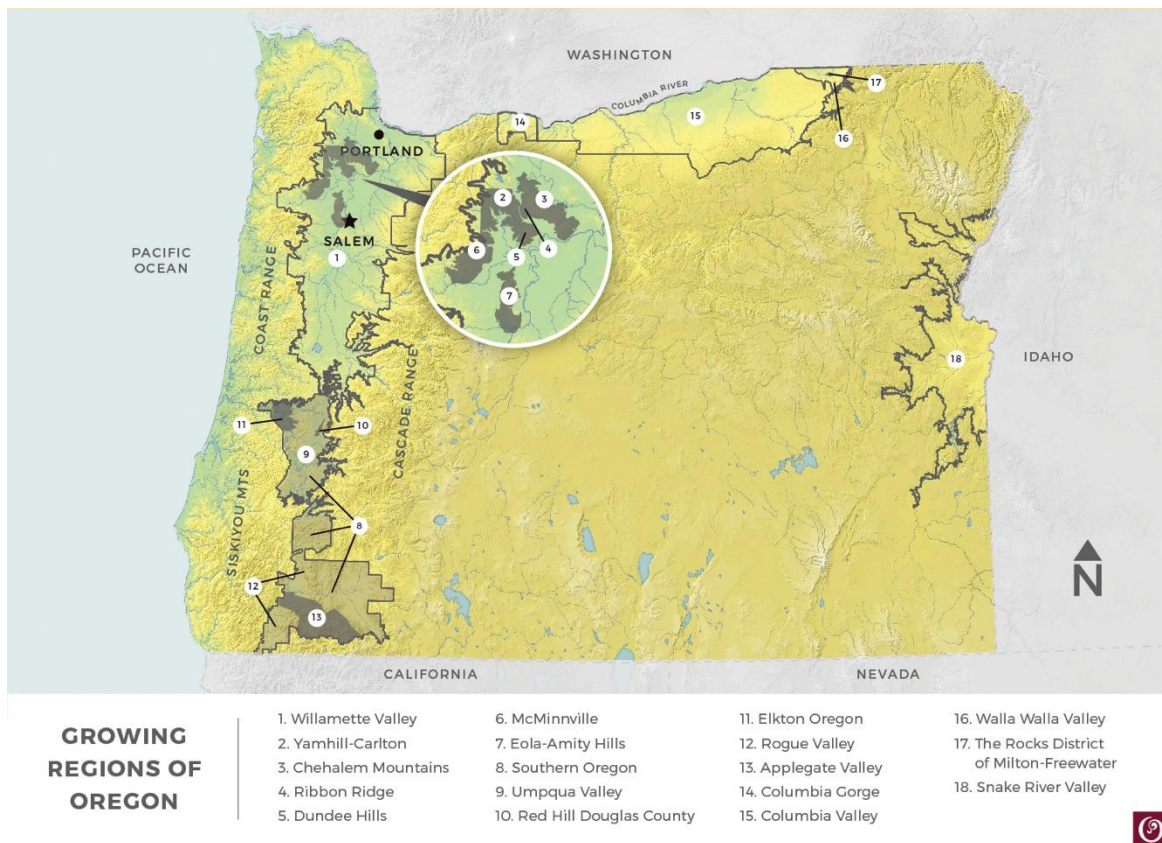 WASHINGTON
COLUMBIA RIVER
17
14
15
16
PORTLAND
2
3
SALEM
6
5
4
1
7
PACIFIC
OCEAN
COAST RANGE
CASCADE RANGE
IDAHO
18
11
10
9
SISKIYOU MTS
8
12
13
N
CALIFORNIA
NEVADA
GROWING
REGIONS OF
OREGON
1. Willamette Valley
2. Yamhill-Carlton
3. Chehalem Mountains
4. Ribbon Ridge
5. Dundee Hills
6. McMinnville
7. Eola-Amity Hills
8. Southern Oregon
9. Umpqua Valley
10. Red Hill Douglas County
11. Elkton Oregon
12. Rogue Valley
13. Applegate Valley
14. Columbia Gorge
15. Columbia Valley
16. Walla Walla Valley
17. The Rocks District
of Milton-Freewater
18. Snake River Valley